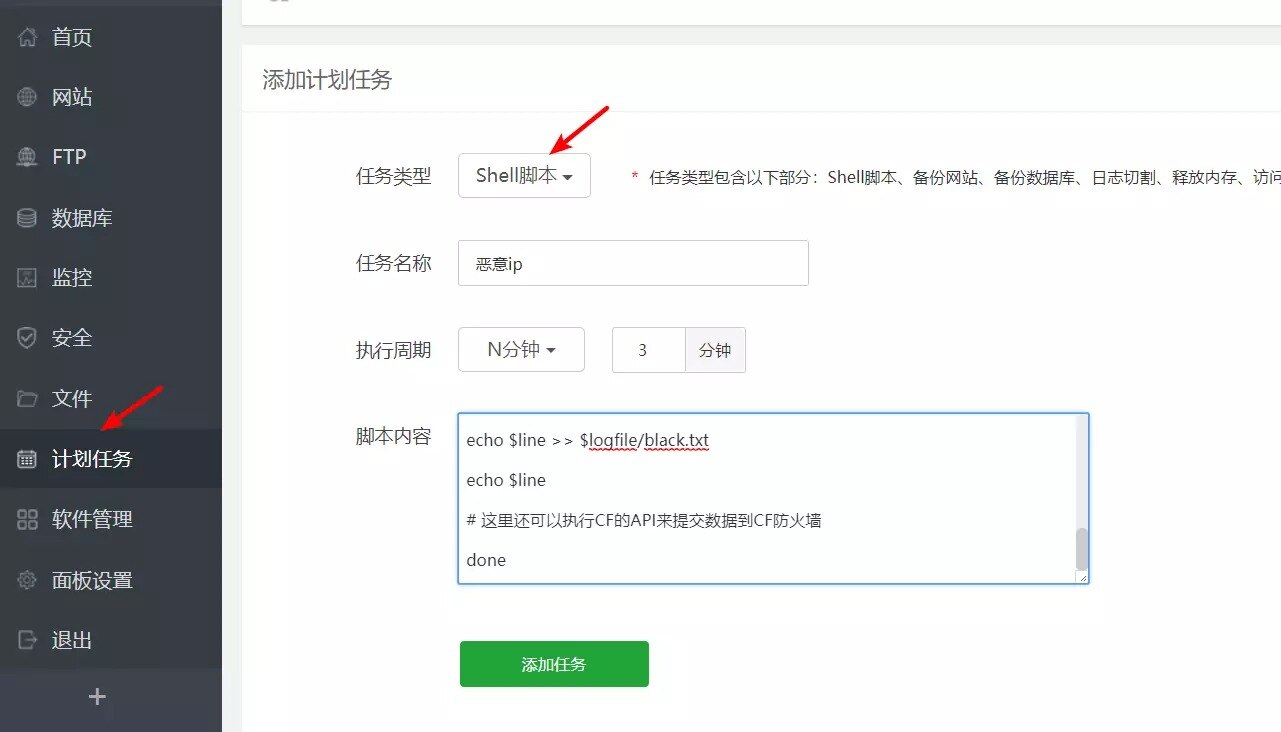 首页
网站
FTP
数据库
监控
安全
文件
计划任务
软件管理
面板设置
退出
添加计划任务
任务类型
Shell脚本
* 任务类型包含以下部分：Shell脚本、备份网站、备份数据库、日志切割、释放内存、访问
任务名称
恶意ip
执行周期
N分钟
3
分钟
脚本内容
echo $line >> $logfile/black.txt
echo $line
# 这里还可以执行CF的API来提交数据到CF防火墙
done
添加任务